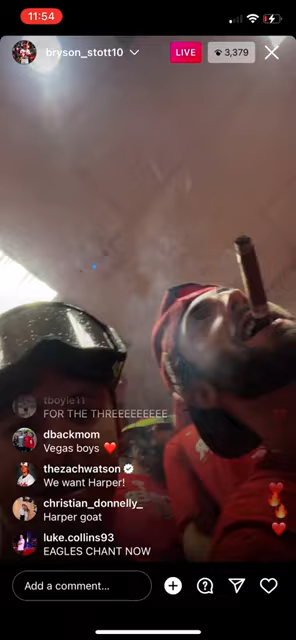 11:54
bryson_stott10
LIVE
3,379
tboyle11
FOR THE THREEEEEEEEE
dbackmom
Vegas boys ❤️
thezachwatson
We want Harper!
christian_donnelly_
Harper goat
luke.collins93
EAGLES CHANT NOW
Add a comment...